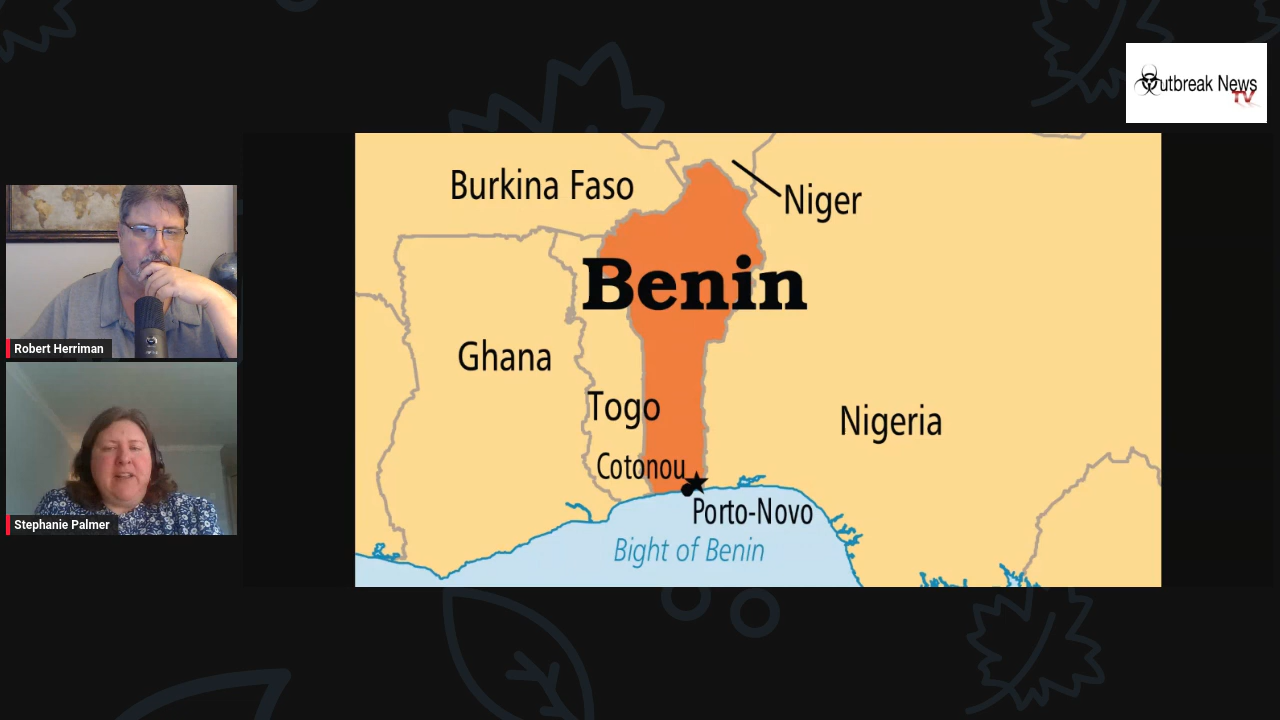 Outbreak News
TV
Burkina Faso
Niger
Benin
Ghana
Togo
Nigeria
Cotonou
Porto-Novo
Bight of Benin
Robert Herriman
Stephanie Palmer